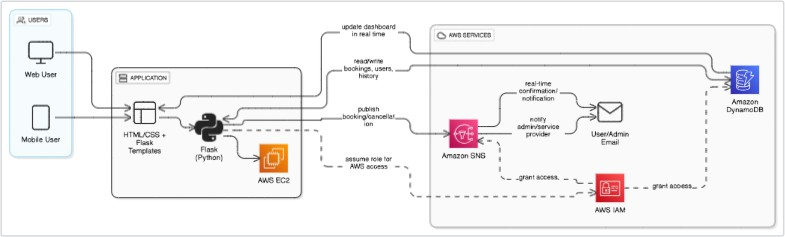 USERS
Web User
Mobile User
APPLICATION
HTML/CSS +
Flask
Templates
Flask
(Python)
AWS EC2
update dashboard
in real time
read/write
bookings, users,
history
publish
booking/cancellat
ion
assume role for
AWS access
AWS SERVICES
real-time
confirmation/
notification
notify
admin/service
provider
Amazon SNS
User/Admin
Email
Amazon
DynamoDB
grant access
grant access
AWS IAM